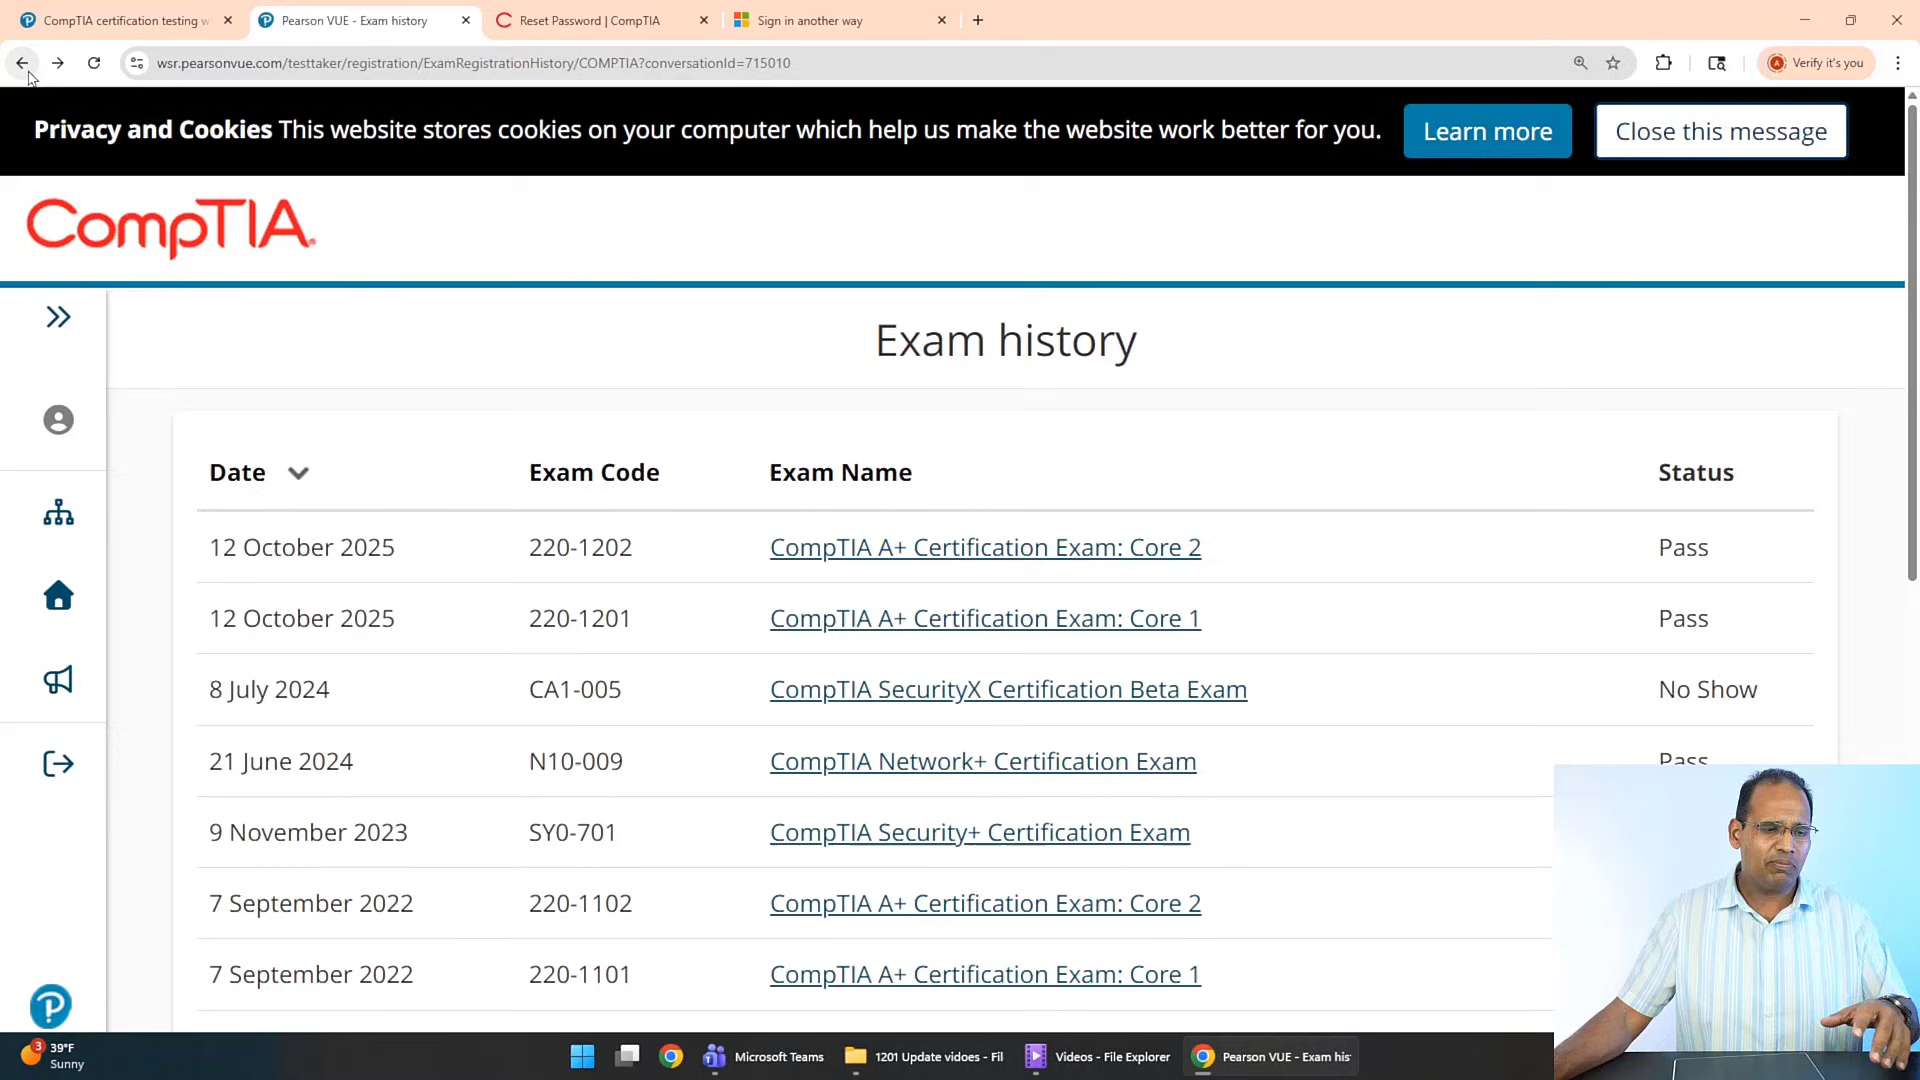 CompTIA certification testing w
Pearson VUE - Exam history
Reset Password | CompTIA
Sign in another way
wsr.pearsonvue.com/testtaker/registration/ExamRegistrationHistory/COMPTIA?conversationId=715010
Verify it's you
Privacy and Cookies This website stores cookies on your computer which help us make the website work better for you.
Learn more
Close this message
CompTIA.
Exam history
Date Exam Code Exam Name Status
12 October 2025 220-1202 CompTIA A+ Certification Exam: Core 2 Pass
12 October 2025 220-1201 CompTIA A+ Certification Exam: Core 1 Pass
8 July 2024 CA1-005 CompTIA SecurityX Certification Beta Exam No Show
21 June 2024 N10-009 CompTIA Network+ Certification Exam Pass
9 November 2023 SY0-701 CompTIA Security+ Certification Exam
7 September 2022 220-1102 CompTIA A+ Certification Exam: Core 2
7 September 2022 220-1101 CompTIA A+ Certification Exam: Core 1
3
39°F
Sunny
Microsoft Teams
1201 Update vidoes - Fil
Videos - File Explorer
Pearson VUE - Exam his